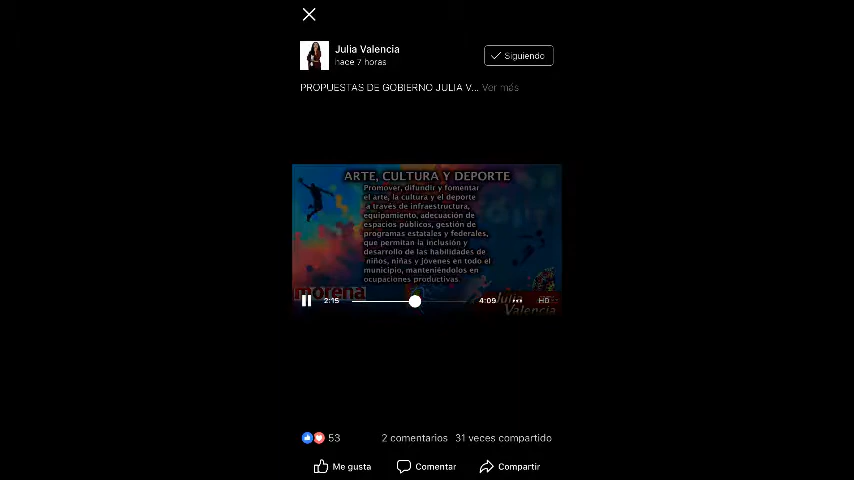 Julia Valencia
hace 7 horas
Siguiendo
PROPUESTAS DE GOBIERNO JULIA V... Ver más
ARTE, CULTURA Y DEPORTE
Promover, difundir y fomentar
el arte, la cultura y el deporte
a través de infraestructura,
equipamiento, adecuación de
espacios públicos, gestión de
programas estatales y federales,
que permitan la inclusión y
desarrollo de las habilidades de
niños, niñas y jóvenes en todo el
municipio, manteniéndolos en
ocupaciones productivas.
morena
2:15
4:09
HD
Julia
Valencia
53
2 comentarios
31 veces compartido
Me gusta
Comentar
Compartir